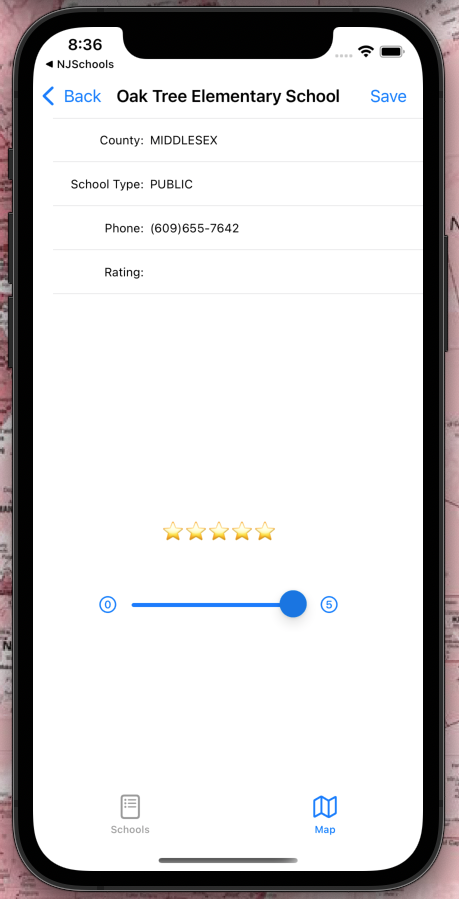 8:36
◀ NJSchools
Back Oak Tree Elementary School Save
County: MIDDLESEX
School Type: PUBLIC
Phone: (609)655-7642
Rating:
⭐⭐⭐⭐⭐
0 5
Schools Map